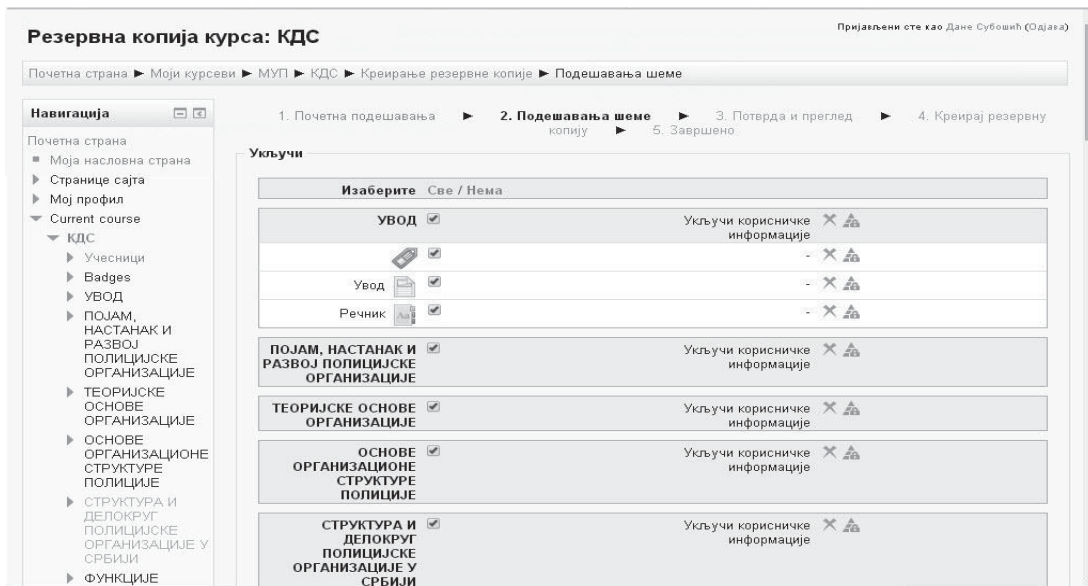 Резервна копија курса: КДС
Пријављени сте као Дане Субошић (Одјава)
Почетна страна ► Моји курсеви ► МУП ► КДС ► Креирање резервне копије ► Подешавања шеме
Навигација
Почетна страна
Моја насловна страна
Странице сајта
Мој профил
Current course
КДС
Учесници
Badges
УВОД
ПОЈАМ,
НАСТАНАК И
РАЗВОЈ
ПОЛИЦИЈСКЕ
ОРГАНИЗАЦИЈЕ
ТЕОРИЈСКЕ
ОСНОВЕ
ОРГАНИЗАЦИЈЕ
ОСНОВЕ
ОРГАНИЗАЦИОНЕ
СТРУКТУРЕ
ПОЛИЦИЈЕ
СТРУКТУРА И
ДЕЛОКРУГ
ПОЛИЦИЈСКЕ
ОРГАНИЗАЦИЈЕ У
СРБИЈИ
ФУНКЦИЈЕ
1. Почетна подешавања ► 2. Подешавања шеме ► 3. Потврда и преглед ► 4. Креирај резервну
копију ► 5. Завршено
Укључи
Изаберите Све / Нема
УВОД Укључи корисничке
информације
-
Увод -
Речник -
ПОЈАМ, НАСТАНАК И Укључи корисничке
РАЗВОЈ ПОЛИЦИЈСКЕ информације
ОРГАНИЗАЦИЈЕ
ТЕОРИЈСКЕ ОСНОВЕ Укључи корисничке
ОРГАНИЗАЦИЈЕ информације
ОСНОВЕ Укључи корисничке
ОРГАНИЗАЦИОНЕ информације
СТРУКТУРЕ
ПОЛИЦИЈЕ
СТРУКТУРА И Укључи корисничке
ДЕЛОКРУГ информације
ПОЛИЦИЈСКЕ
ОРГАНИЗАЦИЈЕ У
СРБИЈИ